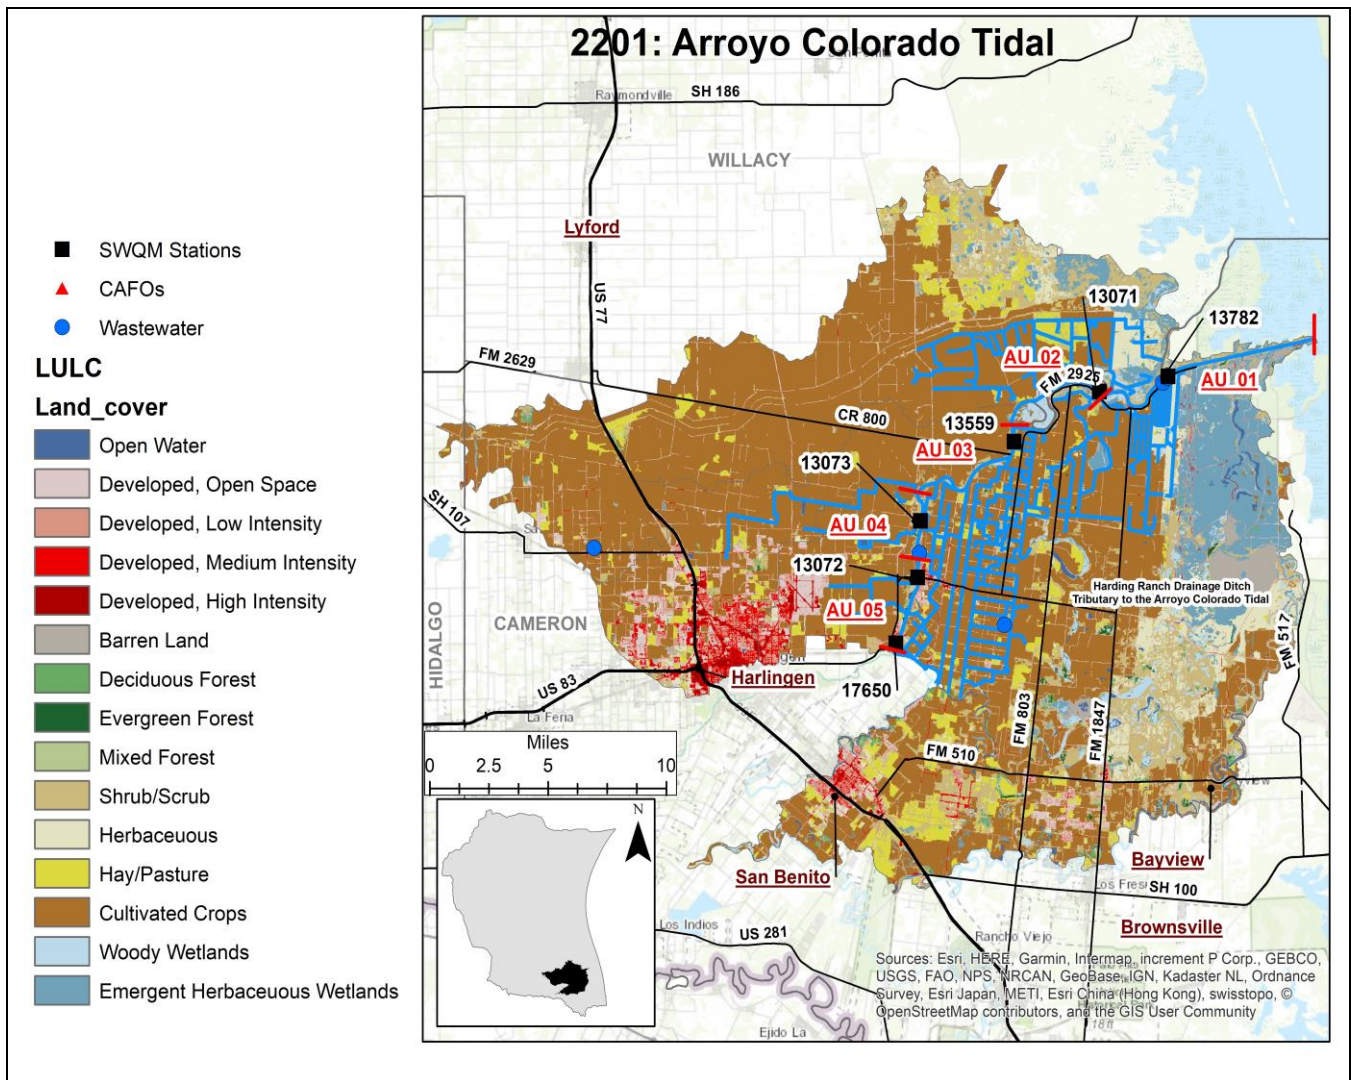 2201: Arroyo Colorado Tidal
Raymondville
SH 186
WILLACY
Lyford
US 77
SWQM Stations
CAFOs
Wastewater
LULC
Land_cover
Open Water
Developed, Open Space
Developed, Low Intensity
Developed, Medium Intensity
Developed, High Intensity
Barren Land
Deciduous Forest
Evergreen Forest
Mixed Forest
Shrub/Scrub
Herbaceous
Hay/Pasture
Cultivated Crops
Woody Wetlands
Emergent Herbaceuous Wetlands
13071
13782
FM 2629
AU_02
FM 2925
AU_01
CR 800
13559
AU_03
13073
SH 107
AU_04
13072
Harding Ranch Drainage Ditch
Tributary to the Arroyo Colorado Tidal
AU_05
CAMERON
HIDALGO
FM 517
Harlingen
17650
US 83
La Feria
FM 803
FM 1847
FM 510
Miles
0 2.5 5 10
N
San Benito
Bayview
Los Fres
SH 100
Los Indios
US 281
Brownsville
Rancho Viejo
Ejido La
Sources: Esri, HERE, Garmin, Intermap, increment P Corp., GEBCO,
USGS, FAO, NPS, NRCAN, GeoBase, IGN, Kadaster NL, Ordnance
Survey, Esri Japan, METI, Esri China (Hong Kong), swisstopo, ©
OpenStreetMap contributors, and the GIS User Community
18 ft